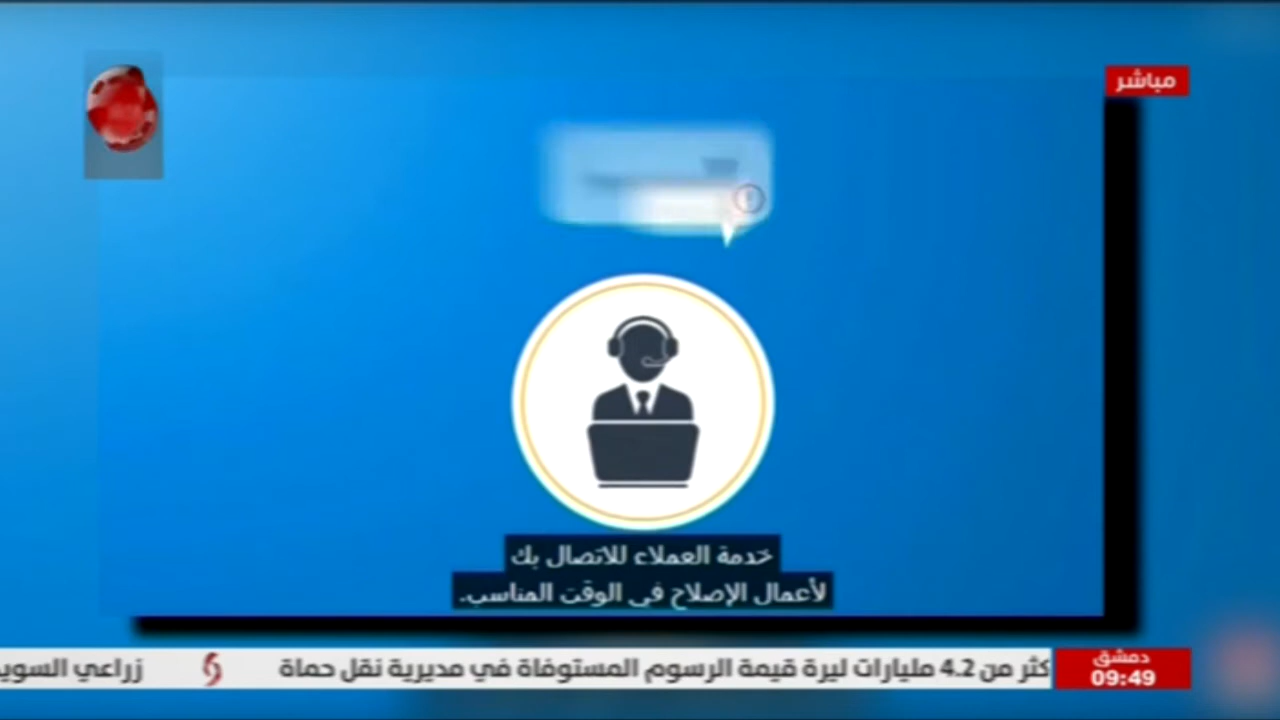 مباشر
خدمة العملاء للاتصال بك
لأعمال الإصلاح في الوقت المناسب.
دمشق
09:49
كثر من 4.2 مليارات ليرة قيمة الرسوم المستوفاة في مديرية نقل حماة
زراعي السويد